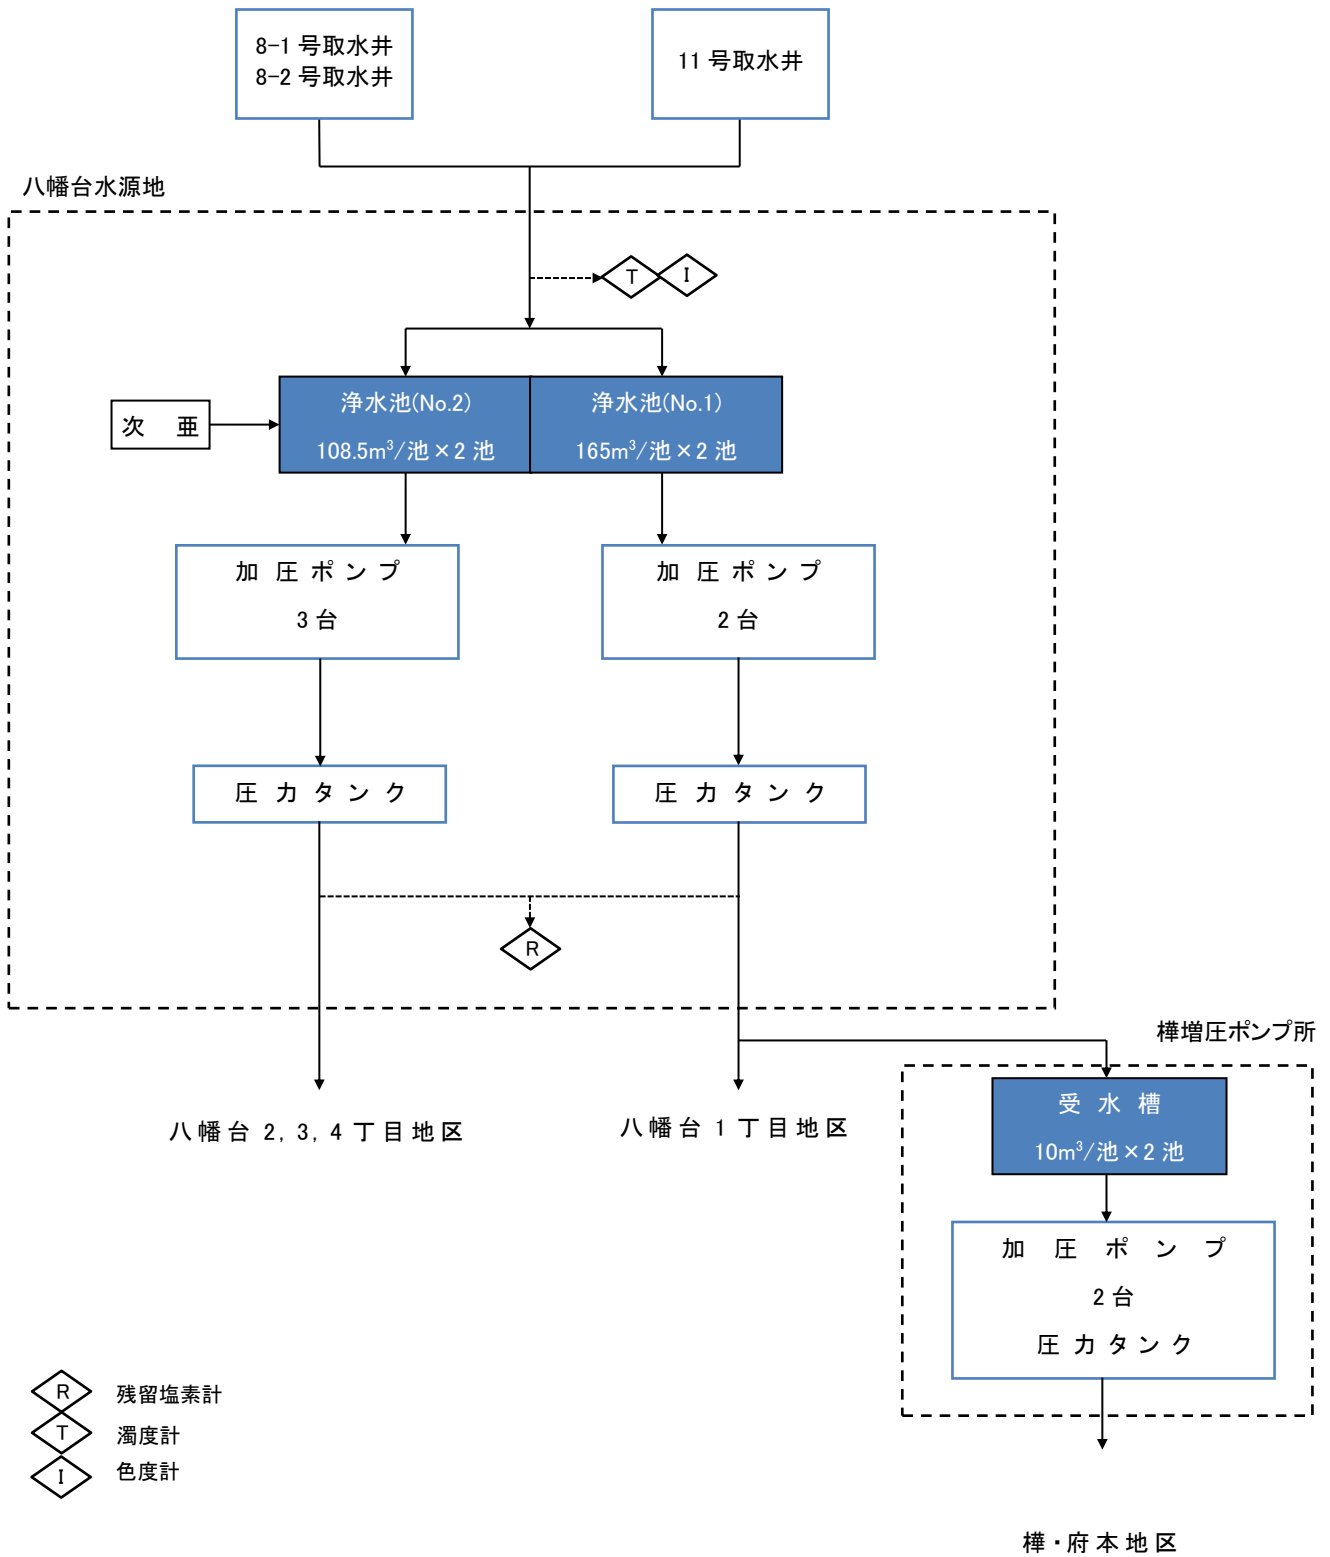 8-1 号取水井
8-2 号取水井
11 号取水井
八幡台水源地
T
I
浄水池(No.2)
108.5m³/池×2 池
浄水池(No.1)
165m³/池×2 池
次 亜
加 圧 ポ ン プ
3 台
加 圧 ポ ン プ
2 台
圧 力 タ ン ク
圧 力 タ ン ク
R
樺増圧ポンプ所
受 水 槽
10m³/池×2 池
八幡台 2, 3, 4 丁目地区
八幡台 1 丁目地区
加 圧 ポ ン プ
2 台
圧 力 タ ン ク
R 残留塩素計
T 濁度計
I 色度計
樺・府本地区